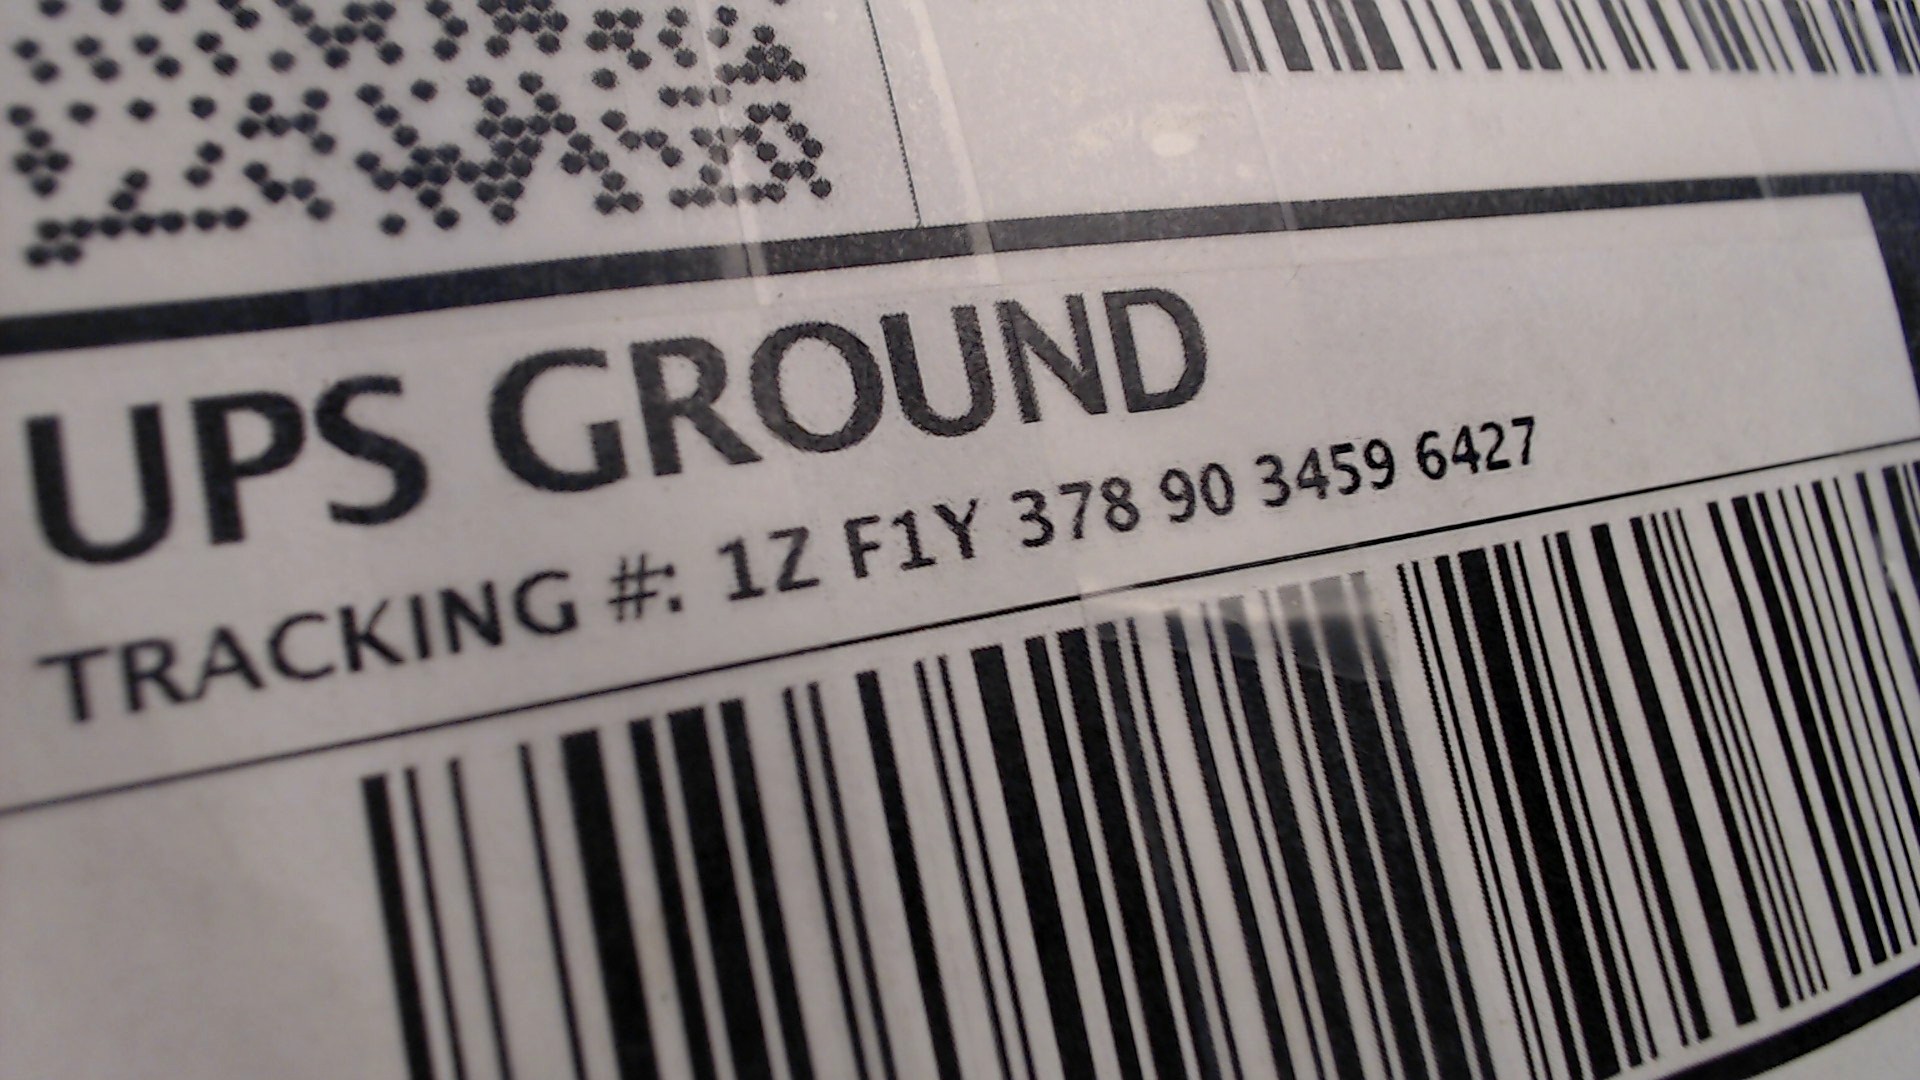 UPS GROUND
TRACKING #: 1Z F1Y 378 90 3459 6427